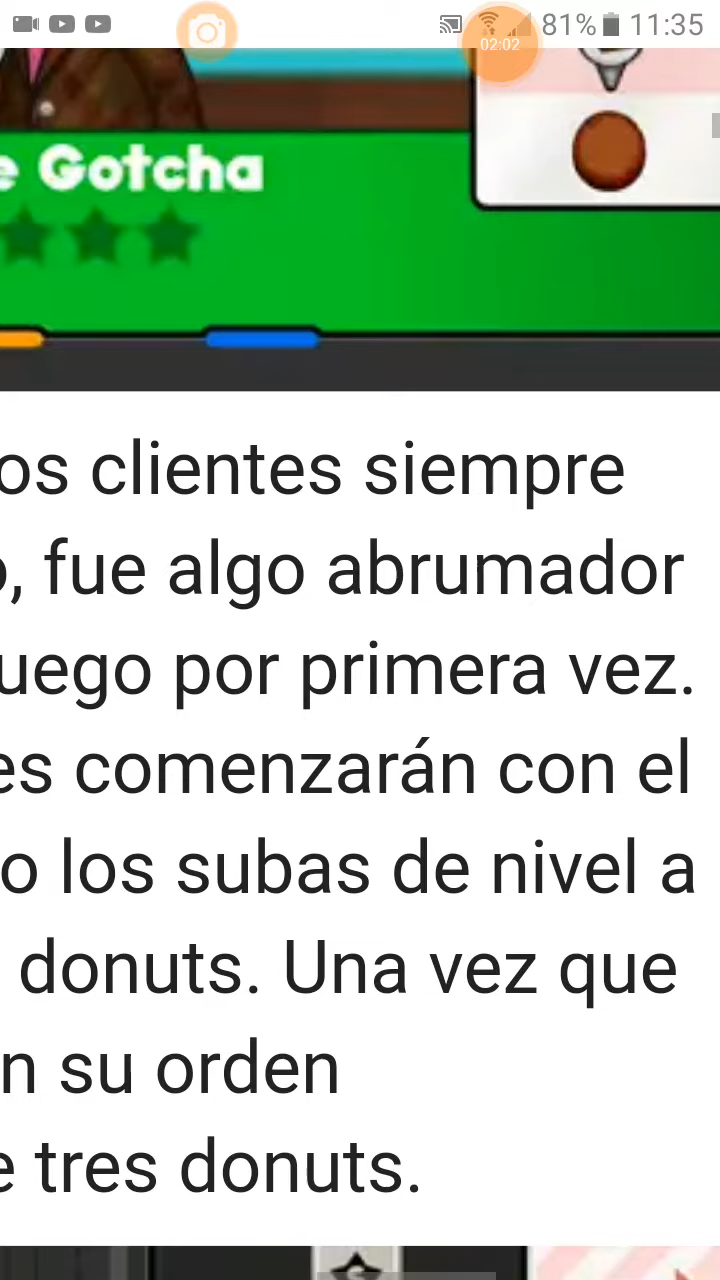 81% 11:35
02:02
e Gotcha
os clientes siempre
, fue algo abrumador
uego por primera vez.
es comenzarán con el
o los subas de nivel a
donuts. Una vez que
n su orden
e tres donuts.